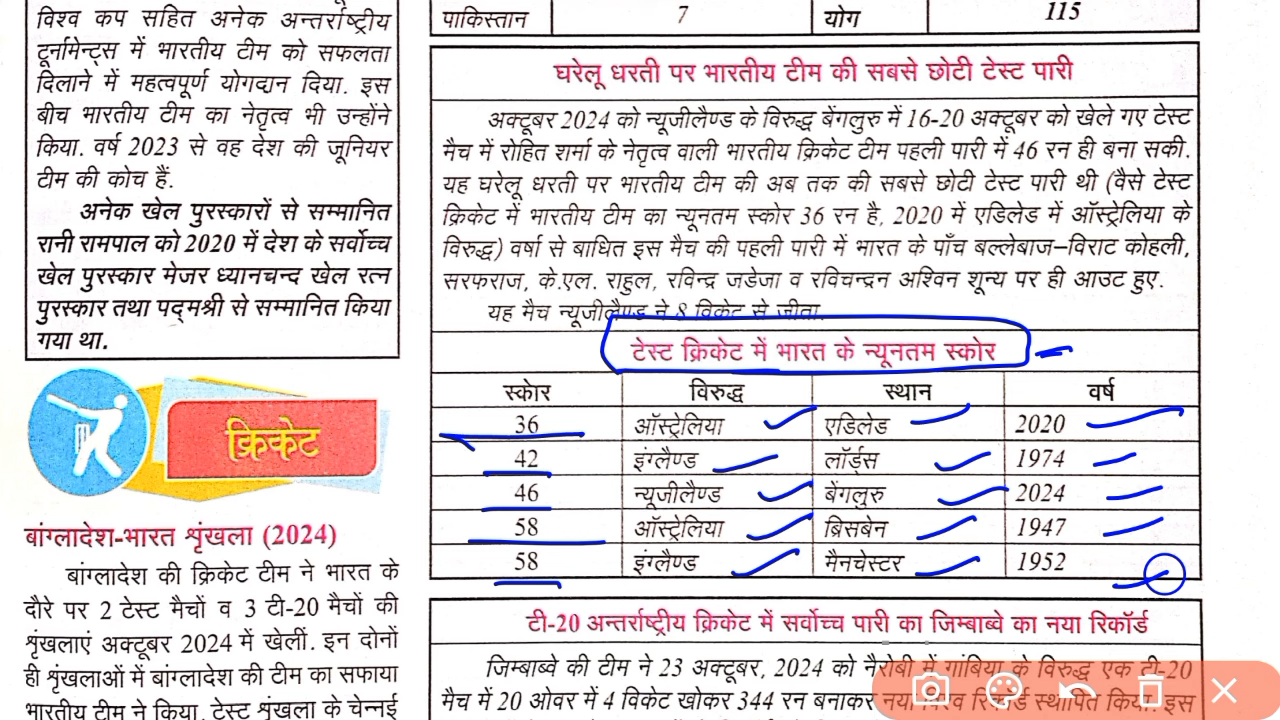 विश्व कप सहित अनेक अन्तर्राष्ट्रीय
टूर्नामेन्ट्स में भारतीय टीम को सफलता
दिलाने में महत्वपूर्ण योगदान दिया. इस
बीच भारतीय टीम का नेतृत्व भी उन्होंने
किया. वर्ष 2023 से वह देश की जूनियर
टीम की कोच हैं.
अनेक खेल पुरस्कारों से सम्मानित
रानी रामपाल को 2020 में देश के सर्वोच्च
खेल पुरस्कार मेजर ध्यानचन्द खेल रत्न
पुरस्कार तथा पद्मश्री से सम्मानित किया
गया था.
क्रिकेट
बांग्लादेश-भारत शृंखला (2024)
बांग्लादेश की क्रिकेट टीम ने भारत के
दौरे पर 2 टेस्ट मैचों व 3 टी-20 मैचों की
शृंखलाएं अक्टूबर 2024 में खेलीं. इन दोनों
ही शृंखलाओं में बांग्लादेश की टीम का सफाया
भारतीय टीम ने किया. टेस्ट शृंखला के चेन्नई
पाकिस्तान 7 योग 115
घरेलू धरती पर भारतीय टीम की सबसे छोटी टेस्ट पारी
अक्टूबर 2024 को न्यूजीलैण्ड के विरुद्ध बेंगलुरु में 16-20 अक्टूबर को खेले गए टेस्ट
मैच में रोहित शर्मा के नेतृत्व वाली भारतीय क्रिकेट टीम पहली पारी में 46 रन ही बना सकी.
यह घरेलू धरती पर भारतीय टीम की अब तक की सबसे छोटी टेस्ट पारी थी (वैसे टेस्ट
क्रिकेट में भारतीय टीम का न्यूनतम स्कोर 36 रन है, 2020 में एडिलेड में ऑस्ट्रेलिया के
विरुद्ध) वर्षा से बाधित इस मैच की पहली पारी में भारत के पाँच बल्लेबाज–विराट कोहली,
सरफराज, के.एल. राहुल, रविन्द्र जडेजा व रविचन्द्रन अश्विन शून्य पर ही आउट हुए.
यह मैच न्यूजीलैण्ड ने 8 विकेट से जीता.
टेस्ट क्रिकेट में भारत के न्यूनतम स्कोर
स्कोर विरुद्ध स्थान वर्ष
36 ऑस्ट्रेलिया एडिलेड 2020
42 इंग्लैण्ड लॉर्ड्स 1974
46 न्यूजीलैण्ड बेंगलुरु 2024
58 ऑस्ट्रेलिया ब्रिसबेन 1947
58 इंग्लैण्ड मैनचेस्टर 1952
टी-20 अन्तर्राष्ट्रीय क्रिकेट में सर्वोच्च पारी का जिम्बाब्वे का नया रिकॉर्ड
जिम्बाब्वे की टीम ने 23 अक्टूबर, 2024 को नैरोबी में गांबिया के विरुद्ध एक टी-20
मैच में 20 ओवर में 4 विकेट खोकर 344 रन बनाकर नया विश्व रिकॉर्ड स्थापित किया. इस